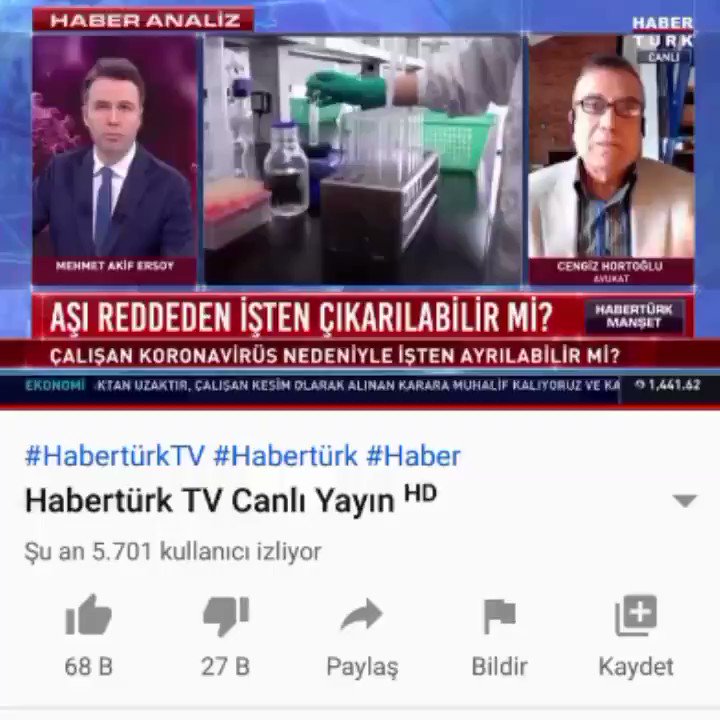 HABER ANALİZ
HABER
TÜRK
CANLI
MEHMET AKİF ERSOY
CENGİZ HORTOĞLU
AVUKAT
AŞI REDDEDEN İŞTEN ÇIKARILABİLİR Mİ?
HABERTÜRK
MANŞET
ÇALIŞAN KORONAVİRÜS NEDENİYLE İŞTEN AYRILABİLİR Mİ?
EKONOMİ KTAN UZAKTIR, ÇALIŞAN KESİM OLARAK ALINAN KARARA MUHALİF KALIYORUZ VE KA 1,441.62
#HabertürkTV #Habertürk #Haber
Habertürk TV Canlı Yayın HD
Şu an 5.701 kullanıcı izliyor
68 B 27 B Paylaş Bildir Kaydet